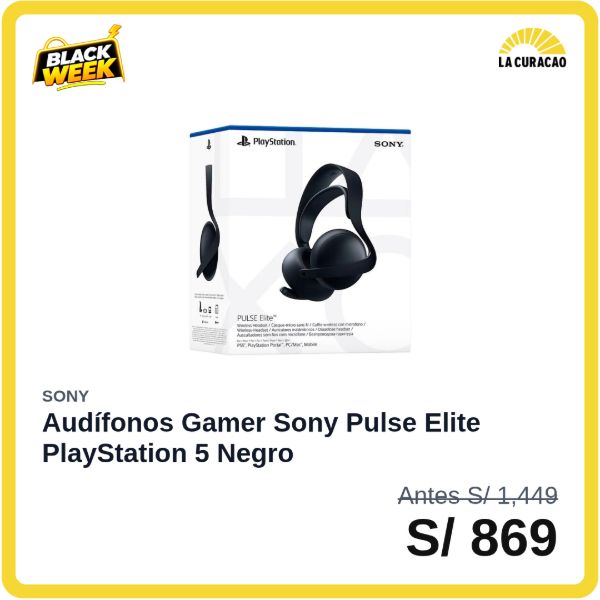 BLACK
WEEK
LA CURACAO
PlayStation
SONY
PULSE Elite™
SONY
Audífonos Gamer Sony Pulse Elite
PlayStation 5 Negro
Antes S/ 1,449
S/ 869